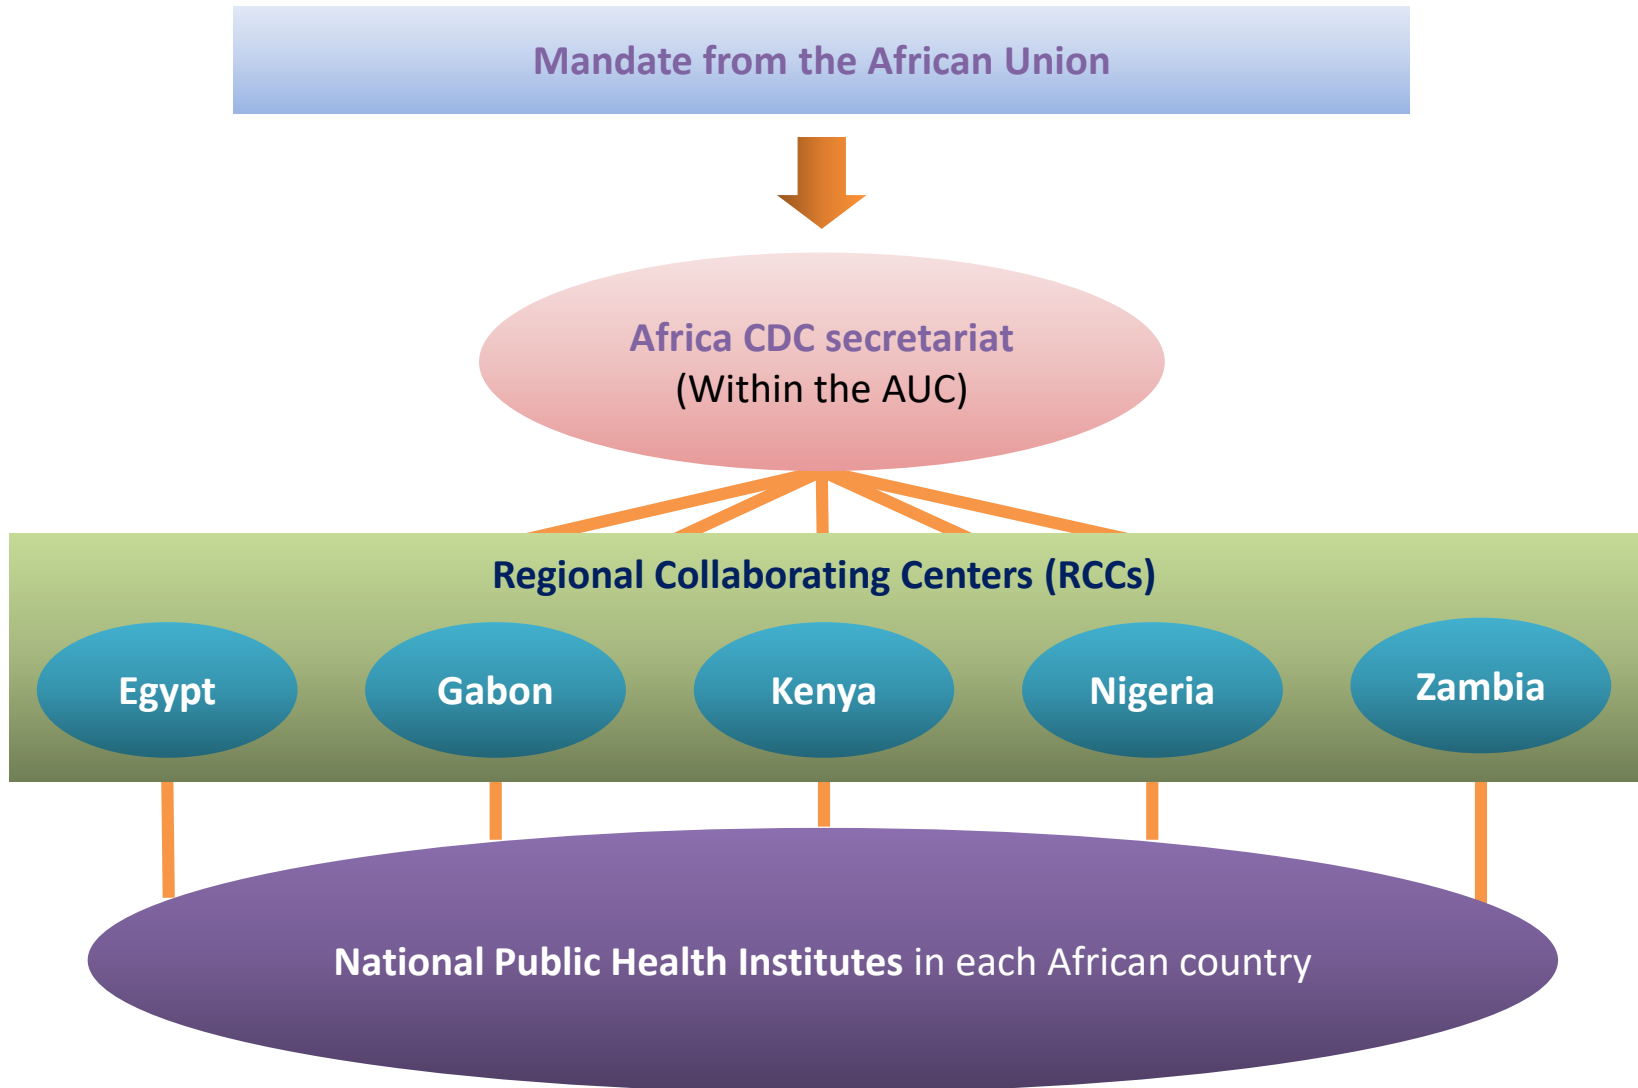 Mandate from the African Union
Africa CDC secretariat
(Within the AUC)
Regional Collaborating Centers (RCCs)
Egypt
Gabon
Kenya
Nigeria
Zambia
National Public Health Institutes in each African country